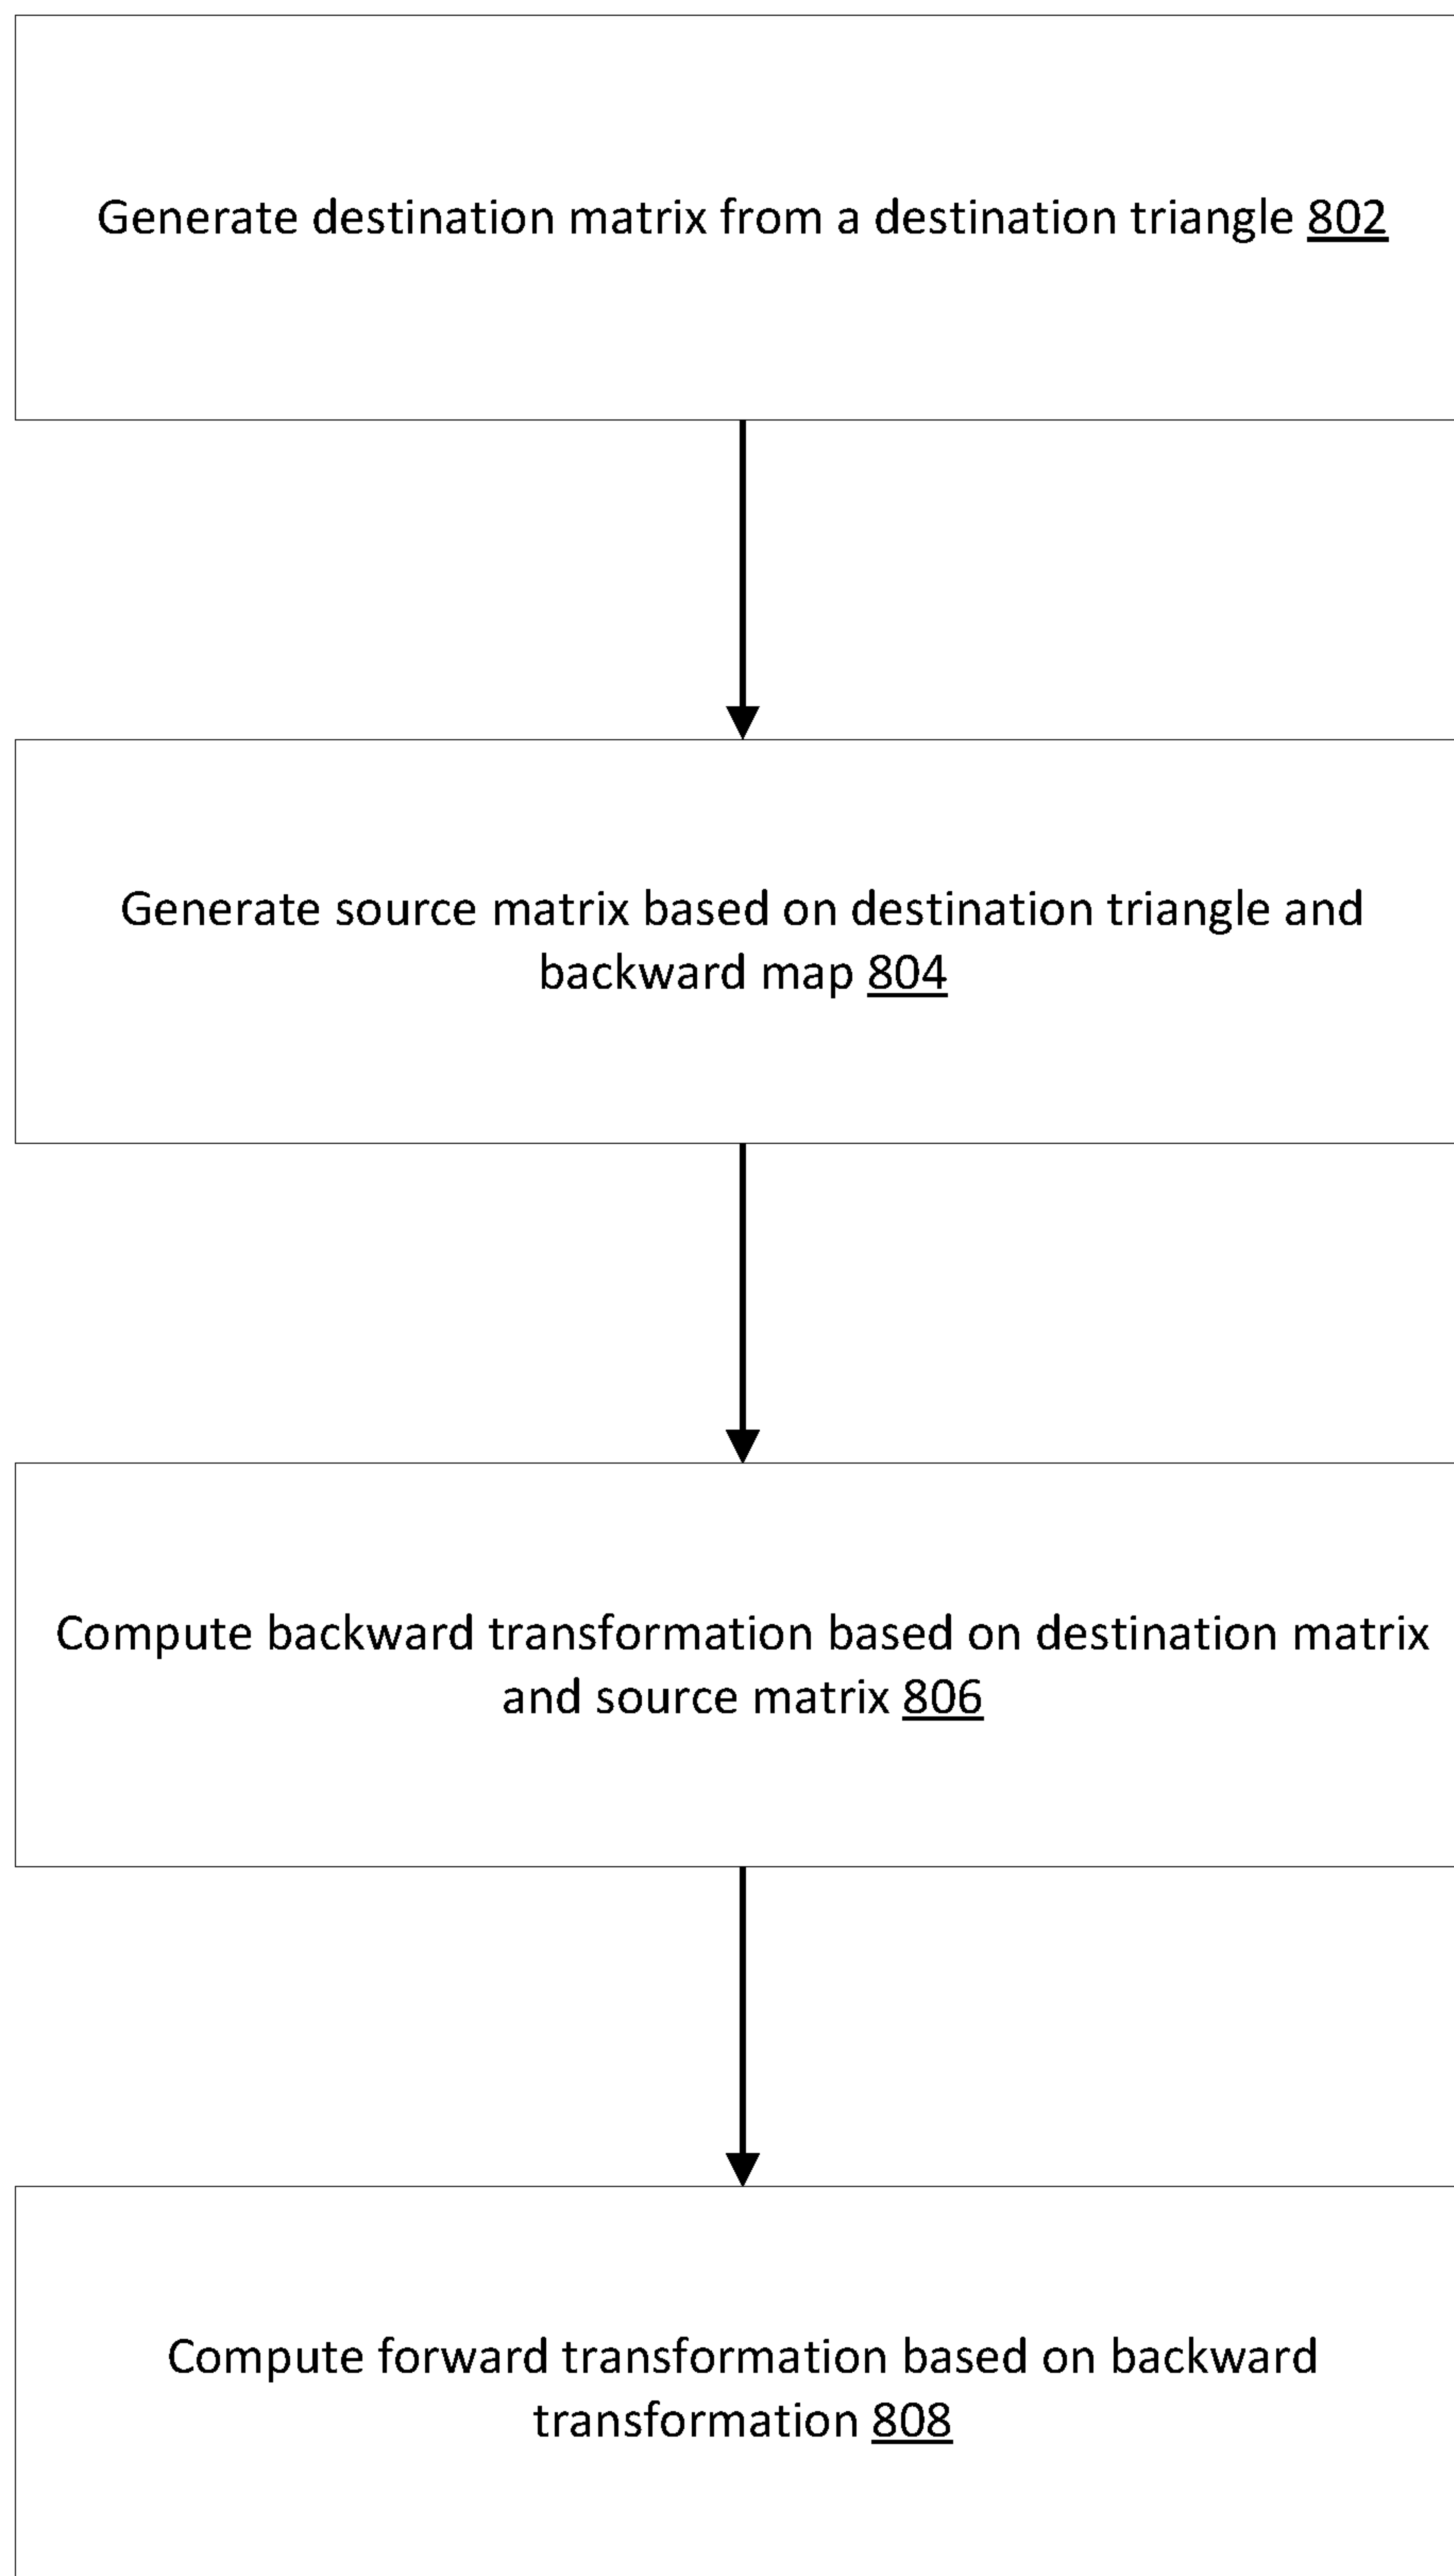 Generate destination matrix from a destination triangle 802
Generate source matrix based on destination triangle and
backward map 804
Compute backward transformation based on destination matrix
and source matrix 806
Compute forward transformation based on backward
transformation 808